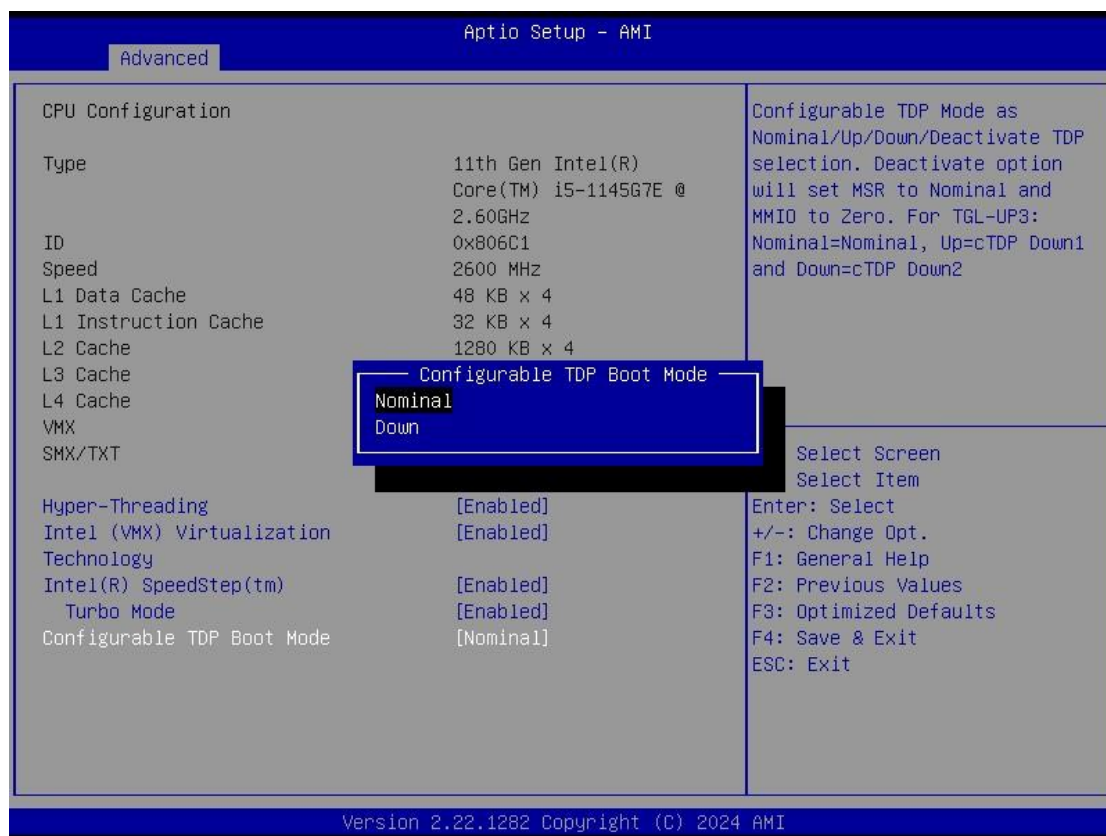 Aptio Setup - AMI
Advanced
CPU Configuration
Type 11th Gen Intel(R)
Core(TM) i5-1145G7E @
2.60GHz
ID 0x806C1
Speed 2600 MHz
L1 Data Cache 48 KB x 4
L1 Instruction Cache 32 KB x 4
L2 Cache 1280 KB x 4
L3 Cache
L4 Cache
VMX
SMX/TXT
Hyper-Threading [Enabled]
Intel (VMX) Virtualization [Enabled]
Technology
Intel(R) SpeedStep(tm) [Enabled]
Turbo Mode [Enabled]
Configurable TDP Boot Mode [Nominal]
Configurable TDP Boot Mode
Nominal
Down
Configurable TDP Mode as
Nominal/Up/Down/Deactivate TDP
selection. Deactivate option
will set MSR to Nominal and
MMIO to Zero. For TGL-UP3:
Nominal=Nominal, Up=cTDP Down1
and Down=cTDP Down2
Select Screen
Select Item
Enter: Select
+/-: Change Opt.
F1: General Help
F2: Previous Values
F3: Optimized Defaults
F4: Save & Exit
ESC: Exit
Version 2.22.1282 Copyright (C) 2024 AMI